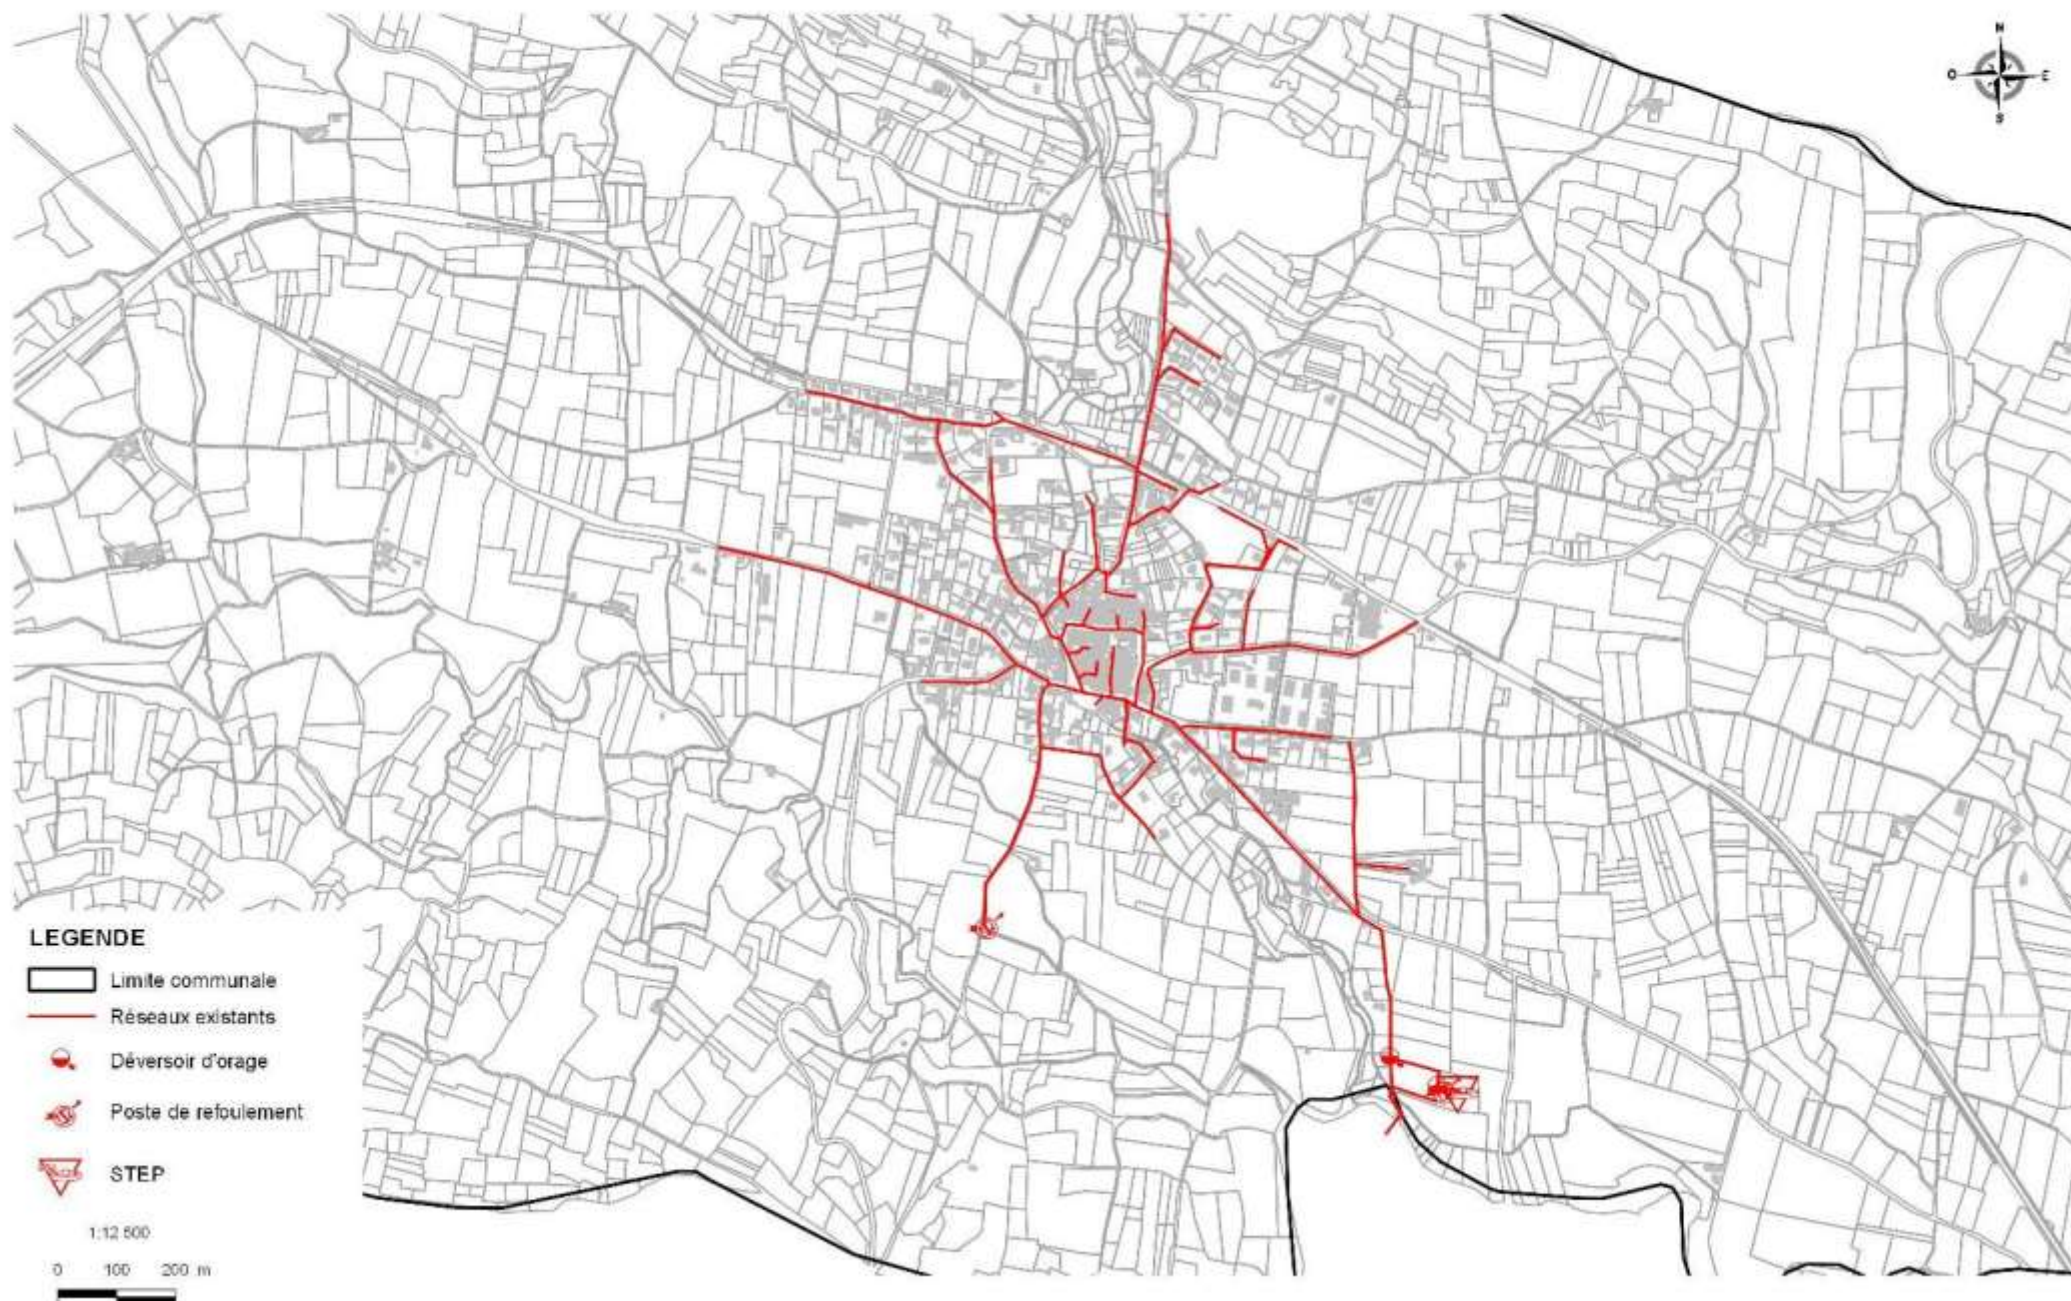 N
O E
S
LEGENDE
Limite communale
Réseaux existants
Déversoir d'orage
Poste de refoulement
STEP
1:12 500
0 100 200 m